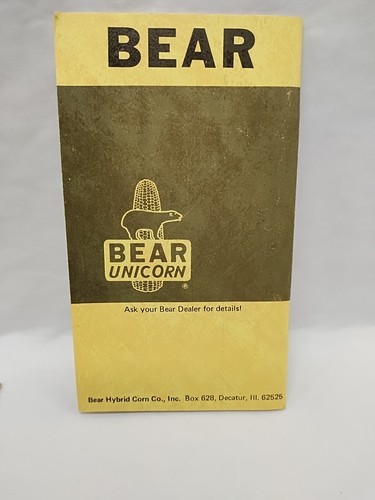 BEAR
BEAR
UNICORN
®
Ask your Bear Dealer for details!
Bear Hybrid Corn Co., Inc. Box 628, Decatur, Ill. 62525